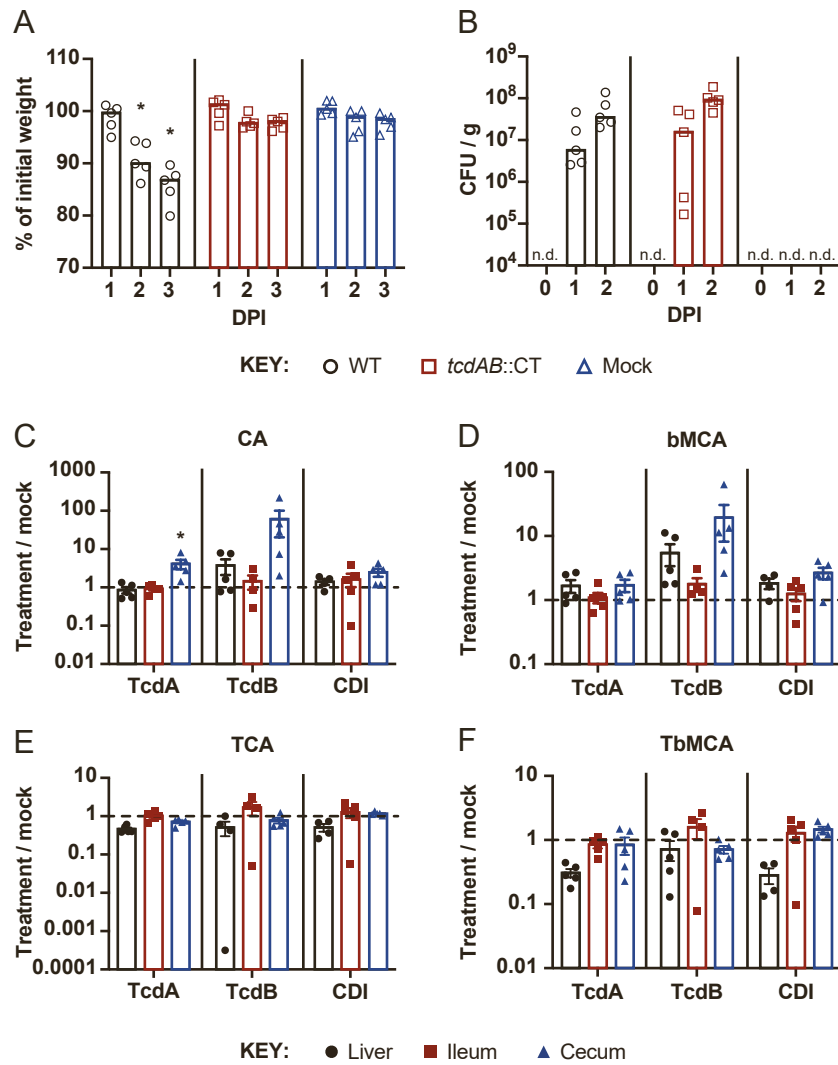 A
% of initial weight
110
100
90
80
70
* *
1 2 3 1 2 3 1 2 3
DPI
B
CFU / g
10⁹
10⁸
10⁷
10⁶
10⁵
10⁴
n.d. n.d. n.d. n.d. n.d.
0 1 2 0 1 2 0 1 2
DPI
KEY: WT tcdAB::CT Mock
C
CA
Treatment / mock
1000
100
10
1
0.1
0.01
*
TcdA TcdB CDI
D
bMCA
Treatment / mock
100
10
1
0.1
TcdA TcdB CDI
E
TCA
Treatment / mock
10
1
0.1
0.01
0.001
0.0001
TcdA TcdB CDI
F
TbMCA
Treatment / mock
10
1
0.1
0.01
TcdA TcdB CDI
KEY: Liver Ileum Cecum